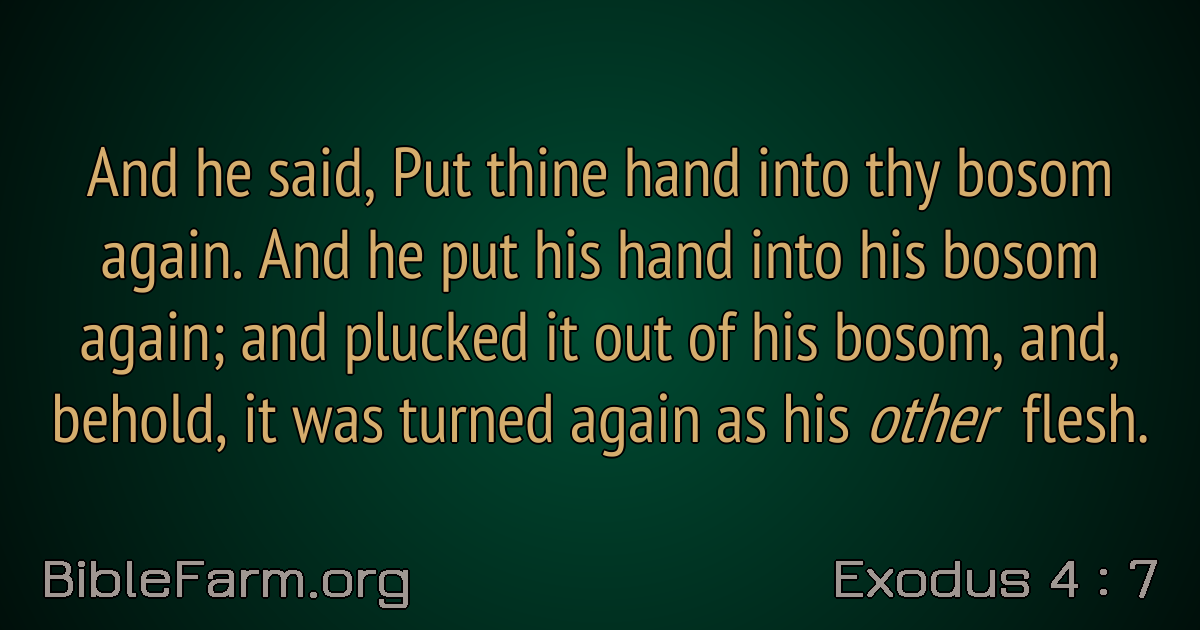 And he said, Put thine hand into thy bosom
again. And he put his hand into his bosom
again; and plucked it out of his bosom, and,
behold, it was turned again as his other flesh.
BibleFarm.org
Exodus 4 : 7